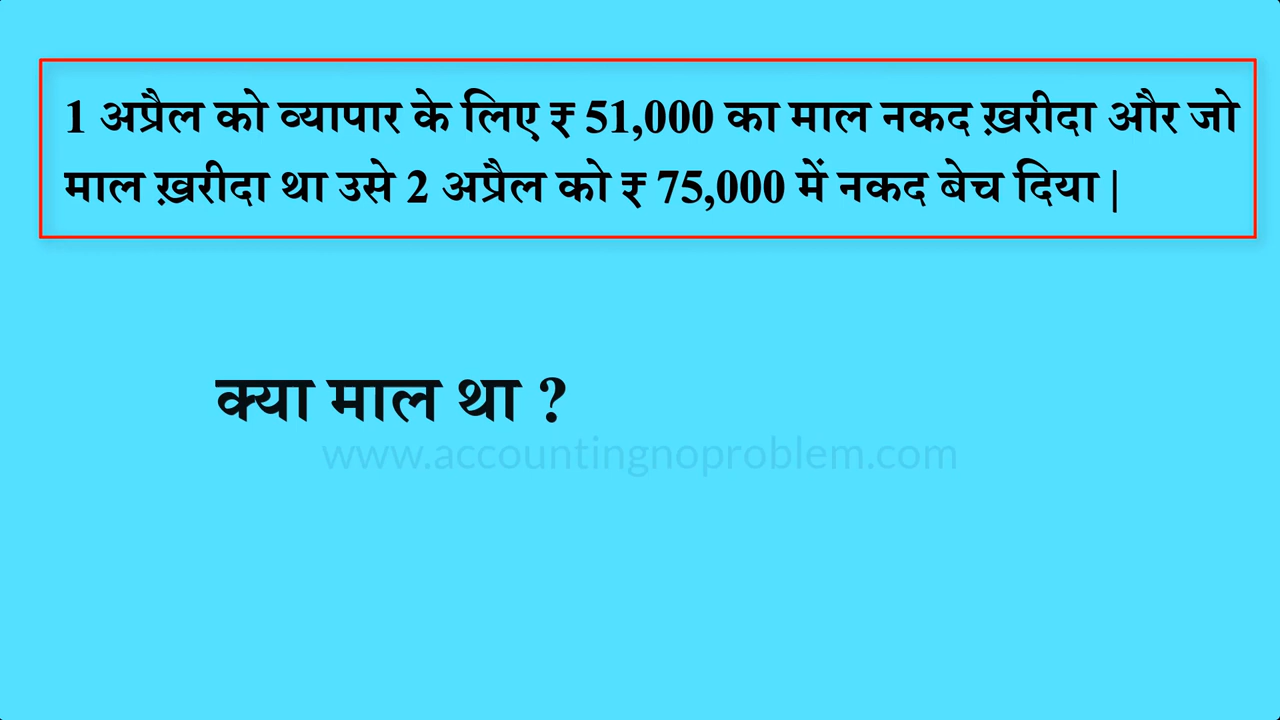 1 अप्रैल को व्यापार के लिए ₹ 51,000 का माल नकद ख़रीदा और जो
माल ख़रीदा था उसे 2 अप्रैल को ₹ 75,000 में नकद बेच दिया |
क्या माल था ?
www.accountingnoproblem.com